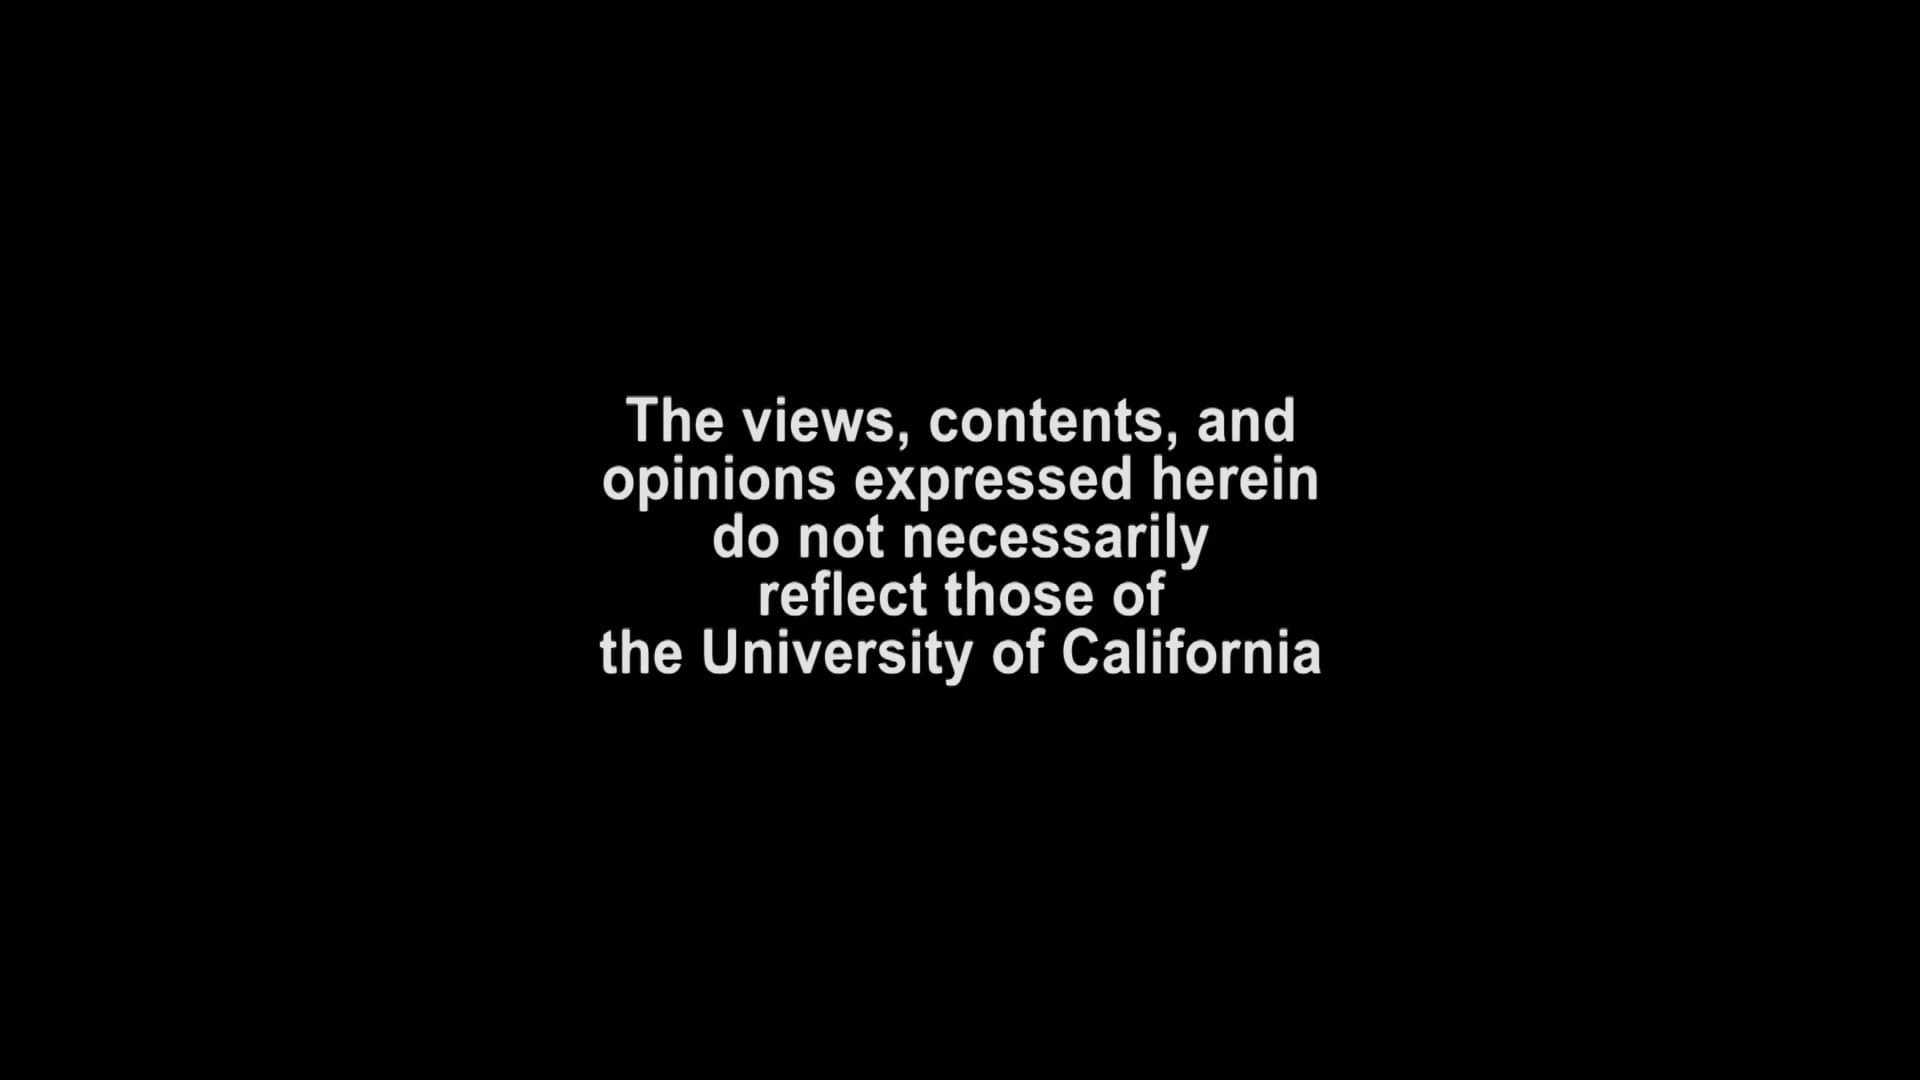 The views, contents, and
opinions expressed herein
do not necessarily
reflect those of
the University of California